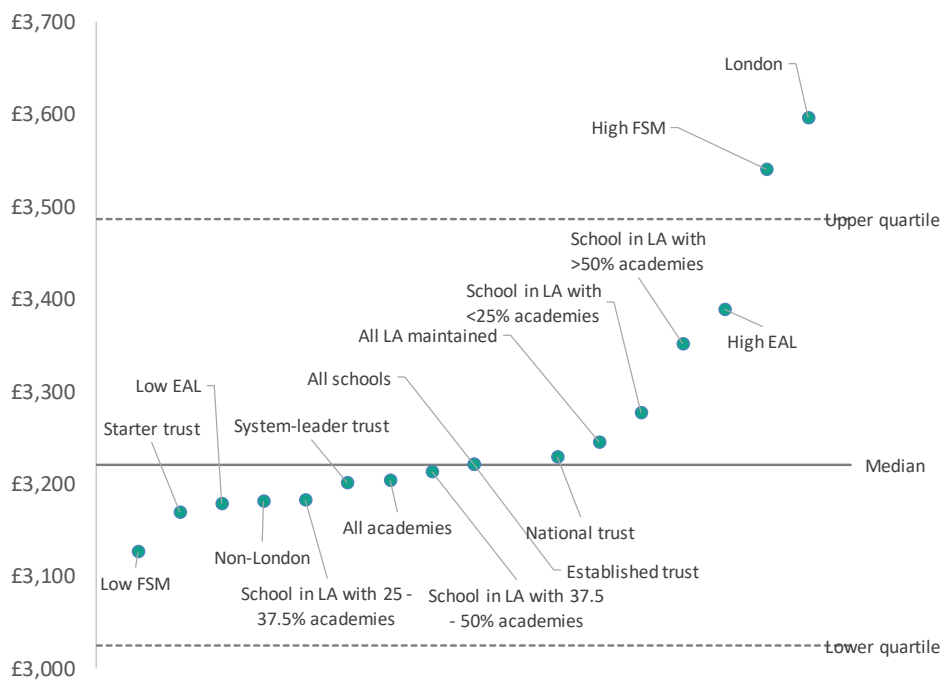 £3,700
London
£3,600
High FSM
£3,500
Upper quartile
School in LA with
>50% academies
School in LA with
<25% academies
£3,400
All LA maintained
High EAL
All schools
Low EAL
£3,300
System-leader trust
Starter trust
Median
£3,200
All academies
National trust
Non-London
Established trust
£3,100
Low FSM
School in LA with 25 -
37.5% academies
School in LA with 37.5
- 50% academies
Lower quartile
£3,000